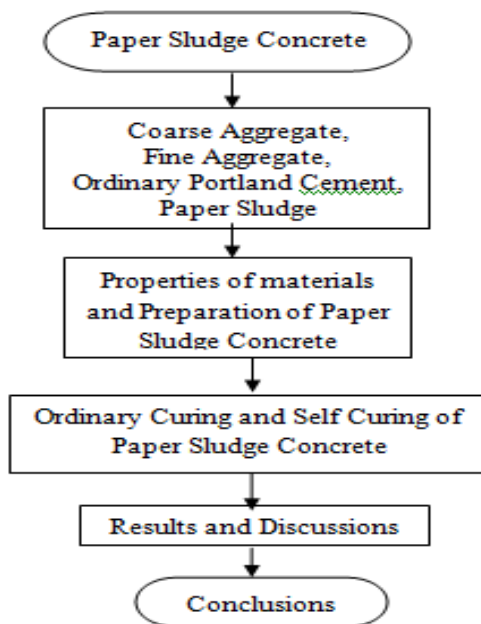 Paper Sludge Concrete
Coarse Aggregate,
Fine Aggregate,
Ordinary Portland Cement,
Paper Sludge
Properties of materials
and Preparation of Paper
Sludge Concrete
Ordinary Curing and Self Curing of
Paper Sludge Concrete
Results and Discussions
Conclusions